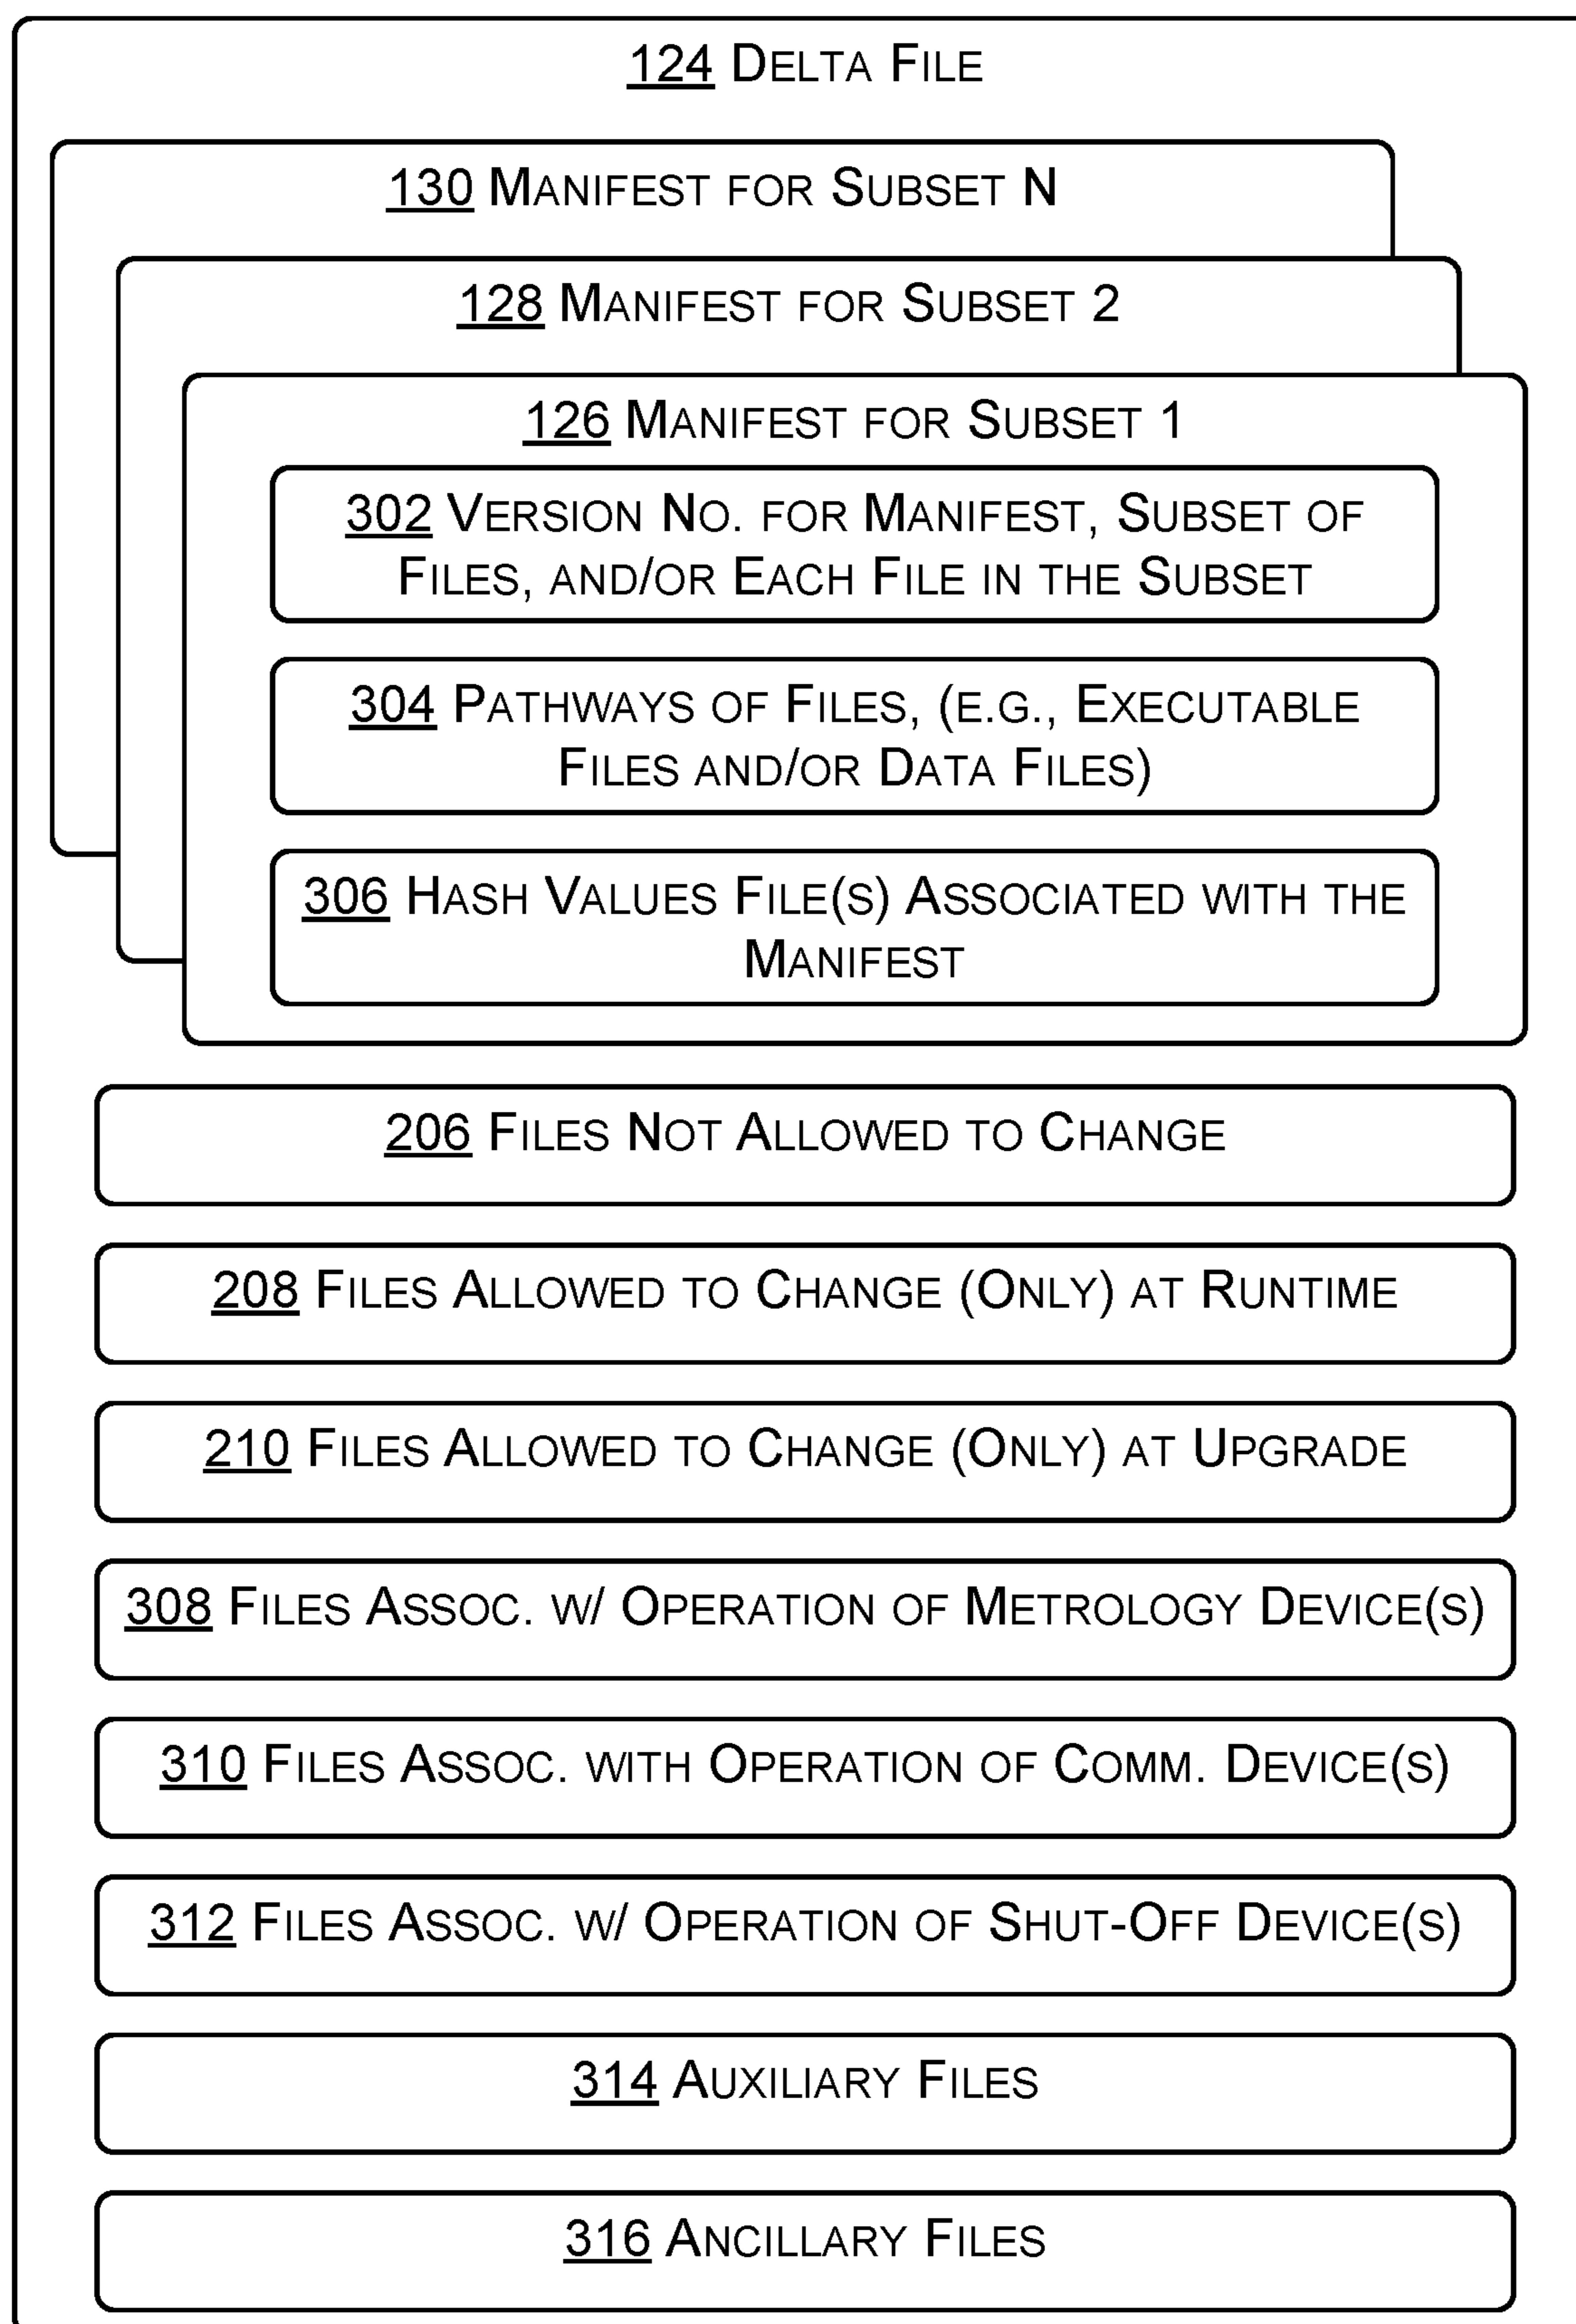 124 DELTA FILE
130 MANIFEST FOR SUBSET N
128 MANIFEST FOR SUBSET 2
126 MANIFEST FOR SUBSET 1
302 VERSION NO. FOR MANIFEST, SUBSET OF
FILES, AND/OR EACH FILE IN THE SUBSET
304 PATHWAYS OF FILES, (E.G., EXECUTABLE
FILES AND/OR DATA FILES)
306 HASH VALUES FILE(S) ASSOCIATED WITH THE
MANIFEST
206 FILES NOT ALLOWED TO CHANGE
208 FILES ALLOWED TO CHANGE (ONLY) AT RUNTIME
210 FILES ALLOWED TO CHANGE (ONLY) AT UPGRADE
308 FILES ASSOC. W/ OPERATION OF METROLOGY DEVICE(S)
310 FILES ASSOC. WITH OPERATION OF COMM. DEVICE(S)
312 FILES ASSOC. W/ OPERATION OF SHUT-OFF DEVICE(S)
314 AUXILIARY FILES
316 ANCILLARY FILES